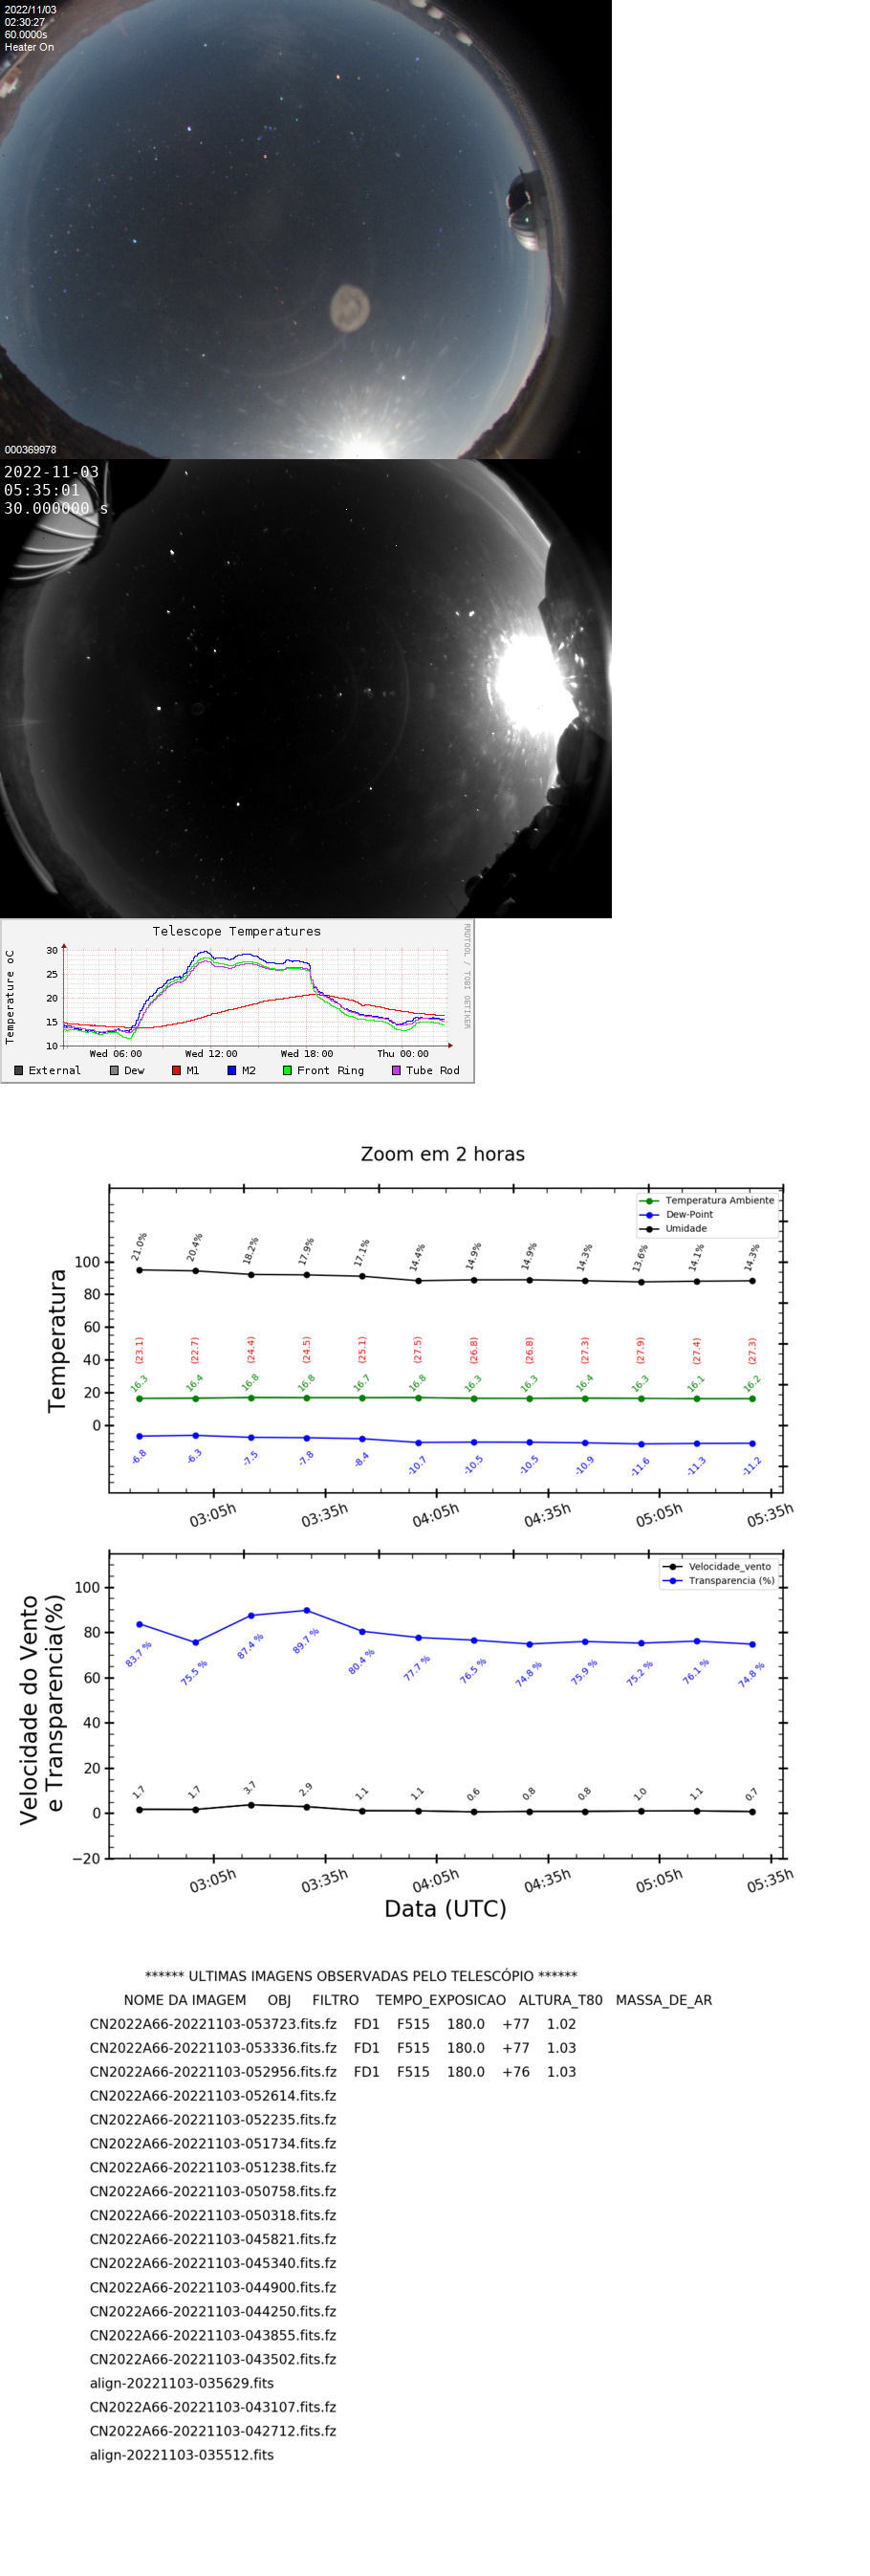 2022/11/03
02:30:27
60.0000s
Heater On
000369978
2022-11-03
05:35:01
30.000000 s
Telescope Temperatures
RRDTOOL / TOBI OETIKER
Temperature oC
30
25
20
15
10
Wed 06:00 Wed 12:00 Wed 18:00 Thu 00:00
External Dew M1 M2 Front Ring Tube Rod
Zoom em 2 horas
Temperatura Ambiente
Dew-Point
Umidade
Temperatura
100
80
60
40
20
0
21.0% 20.4% 18.2% 17.9% 17.1% 14.4% 14.9% 14.9% 14.3% 13.6% 14.1% 14.3%
(23.1) (22.7) (24.4) (24.5) (25.1) (27.5) (26.8) (26.8) (27.3) (27.9) (27.4) (27.3)
16.3 16.4 16.8 16.8 16.7 16.8 16.3 16.3 16.4 16.3 16.1 16.2
-6.8 -6.3 -7.5 -7.8 -8.4 -10.7 -10.5 -10.5 -10.9 -11.6 -11.3 -11.2
03:05h 03:35h 04:05h 04:35h 05:05h 05:35h
Velocidade_vento
Transparencia (%)
Velocidade do Vento
e Transparencia(%)
100
80
60
40
20
0
−20
83.7 % 75.5 % 87.4 % 89.7 % 80.4 % 77.7 % 76.5 % 74.8 % 75.9 % 75.2 % 76.1 % 74.8 %
1.7 1.7 3.7 2.9 1.1 1.1 0.6 0.8 0.8 1.0 1.1 0.7
03:05h 03:35h 04:05h 04:35h 05:05h 05:35h
Data (UTC)
****** ULTIMAS IMAGENS OBSERVADAS PELO TELESCÓPIO ******
NOME DA IMAGEM OBJ FILTRO TEMPO_EXPOSICAO ALTURA_T80 MASSA_DE_AR
CN2022A66-20221103-053723.fits.fz FD1 F515 180.0 +77 1.02
CN2022A66-20221103-053336.fits.fz FD1 F515 180.0 +77 1.03
CN2022A66-20221103-052956.fits.fz FD1 F515 180.0 +76 1.03
CN2022A66-20221103-052614.fits.fz
CN2022A66-20221103-052235.fits.fz
CN2022A66-20221103-051734.fits.fz
CN2022A66-20221103-051238.fits.fz
CN2022A66-20221103-050758.fits.fz
CN2022A66-20221103-050318.fits.fz
CN2022A66-20221103-045821.fits.fz
CN2022A66-20221103-045340.fits.fz
CN2022A66-20221103-044900.fits.fz
CN2022A66-20221103-044250.fits.fz
CN2022A66-20221103-043855.fits.fz
CN2022A66-20221103-043502.fits.fz
align-20221103-035629.fits
CN2022A66-20221103-043107.fits.fz
CN2022A66-20221103-042712.fits.fz
align-20221103-035512.fits